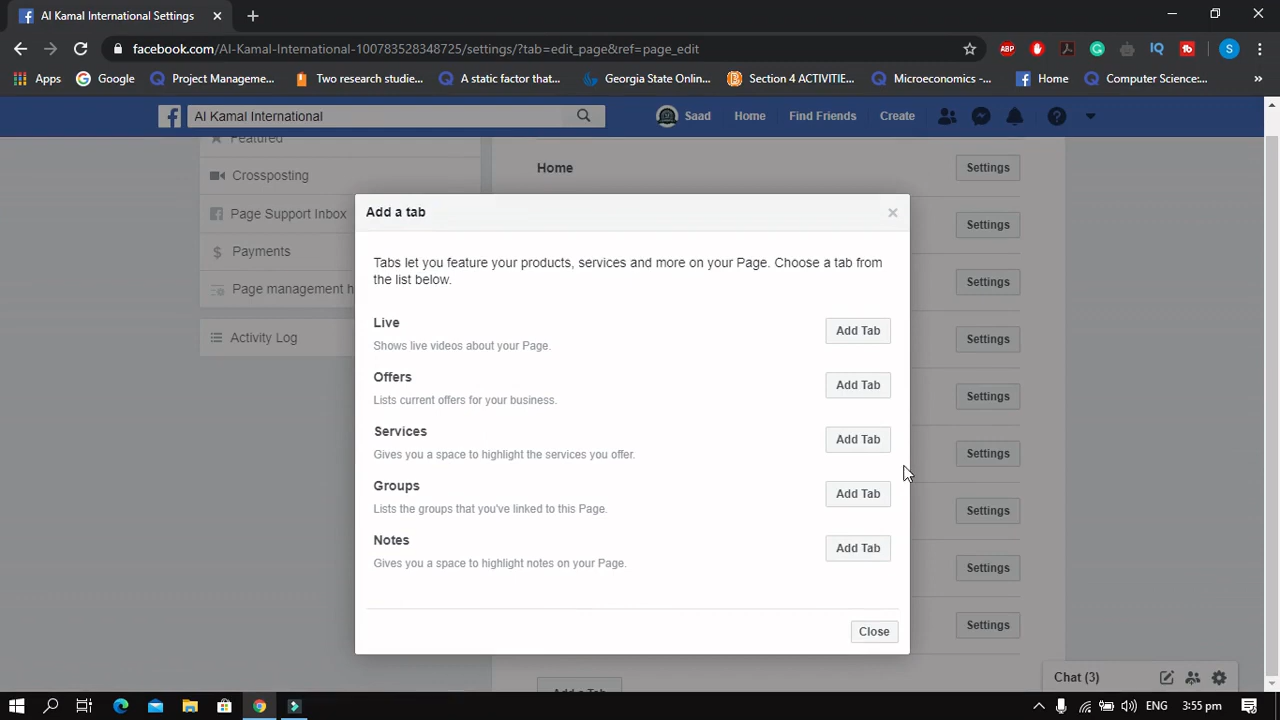 Al Kamal International Settings
facebook.com/Al-Kamal-International-100783528348725/settings/?tab=edit_page&ref=page_edit
ABP
IQ
S
Apps
Google
Project Manageme...
Two research studie...
A static factor that...
Georgia State Onlin...
Section 4 ACTIVITIE...
Microeconomics -...
Home
Computer Science:...
»
Al Kamal International
Saad
Home
Find Friends
Create
Featured
Crossposting
Page Support Inbox
Payments
Page management h
Activity Log
Home
Settings
Settings
Settings
Settings
Settings
Settings
Settings
Settings
Settings
Add a tab
Tabs let you feature your products, services and more on your Page. Choose a tab from
the list below.
Live
Shows live videos about your Page.
Add Tab
Offers
Lists current offers for your business.
Add Tab
Services
Gives you a space to highlight the services you offer.
Add Tab
Groups
Lists the groups that you've linked to this Page.
Add Tab
Notes
Gives you a space to highlight notes on your Page.
Add Tab
Close
Add a Tab
Chat (3)
ENG
3:55 pm